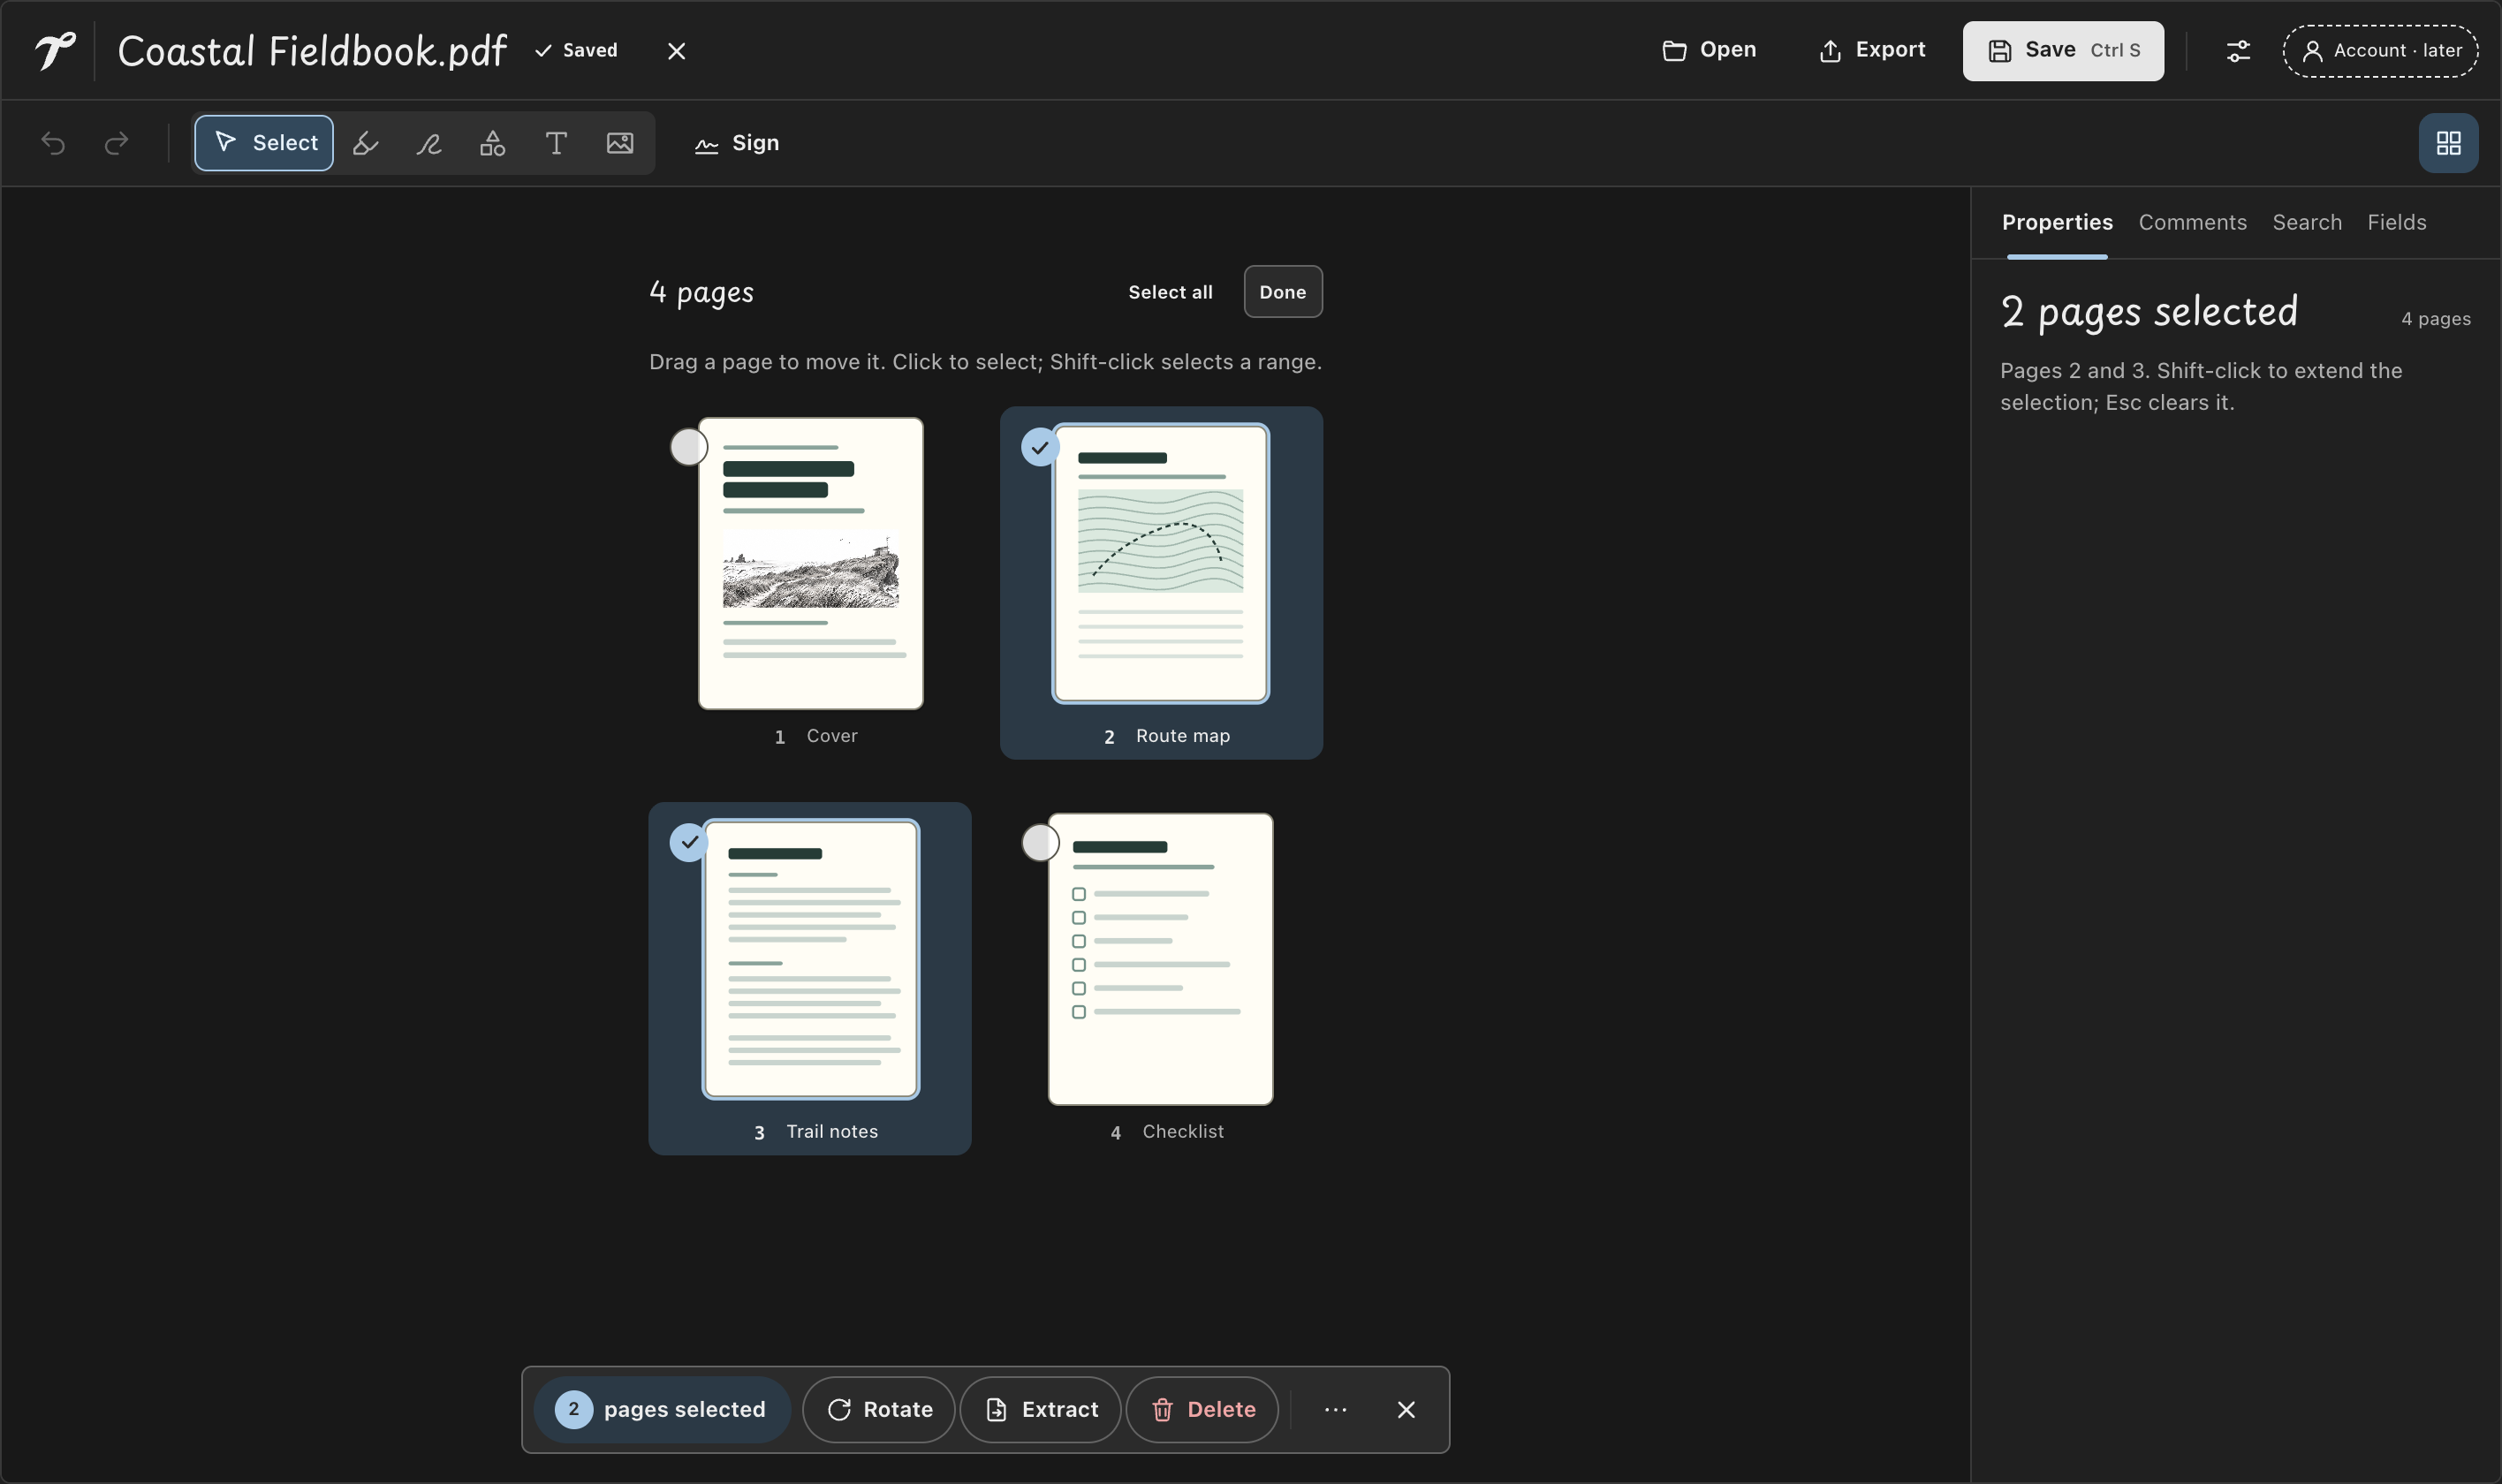 Coastal Fieldbook.pdf
Saved
Open
Export
Save Ctrl S
Account · later
Select
Sign
4 pages
Select all
Done
Drag a page to move it. Click to select; Shift-click selects a range.
1 Cover
2 Route map
3 Trail notes
4 Checklist
Properties Comments Search Fields
2 pages selected
4 pages
Pages 2 and 3. Shift-click to extend the
selection; Esc clears it.
2 pages selected
Rotate
Extract
Delete